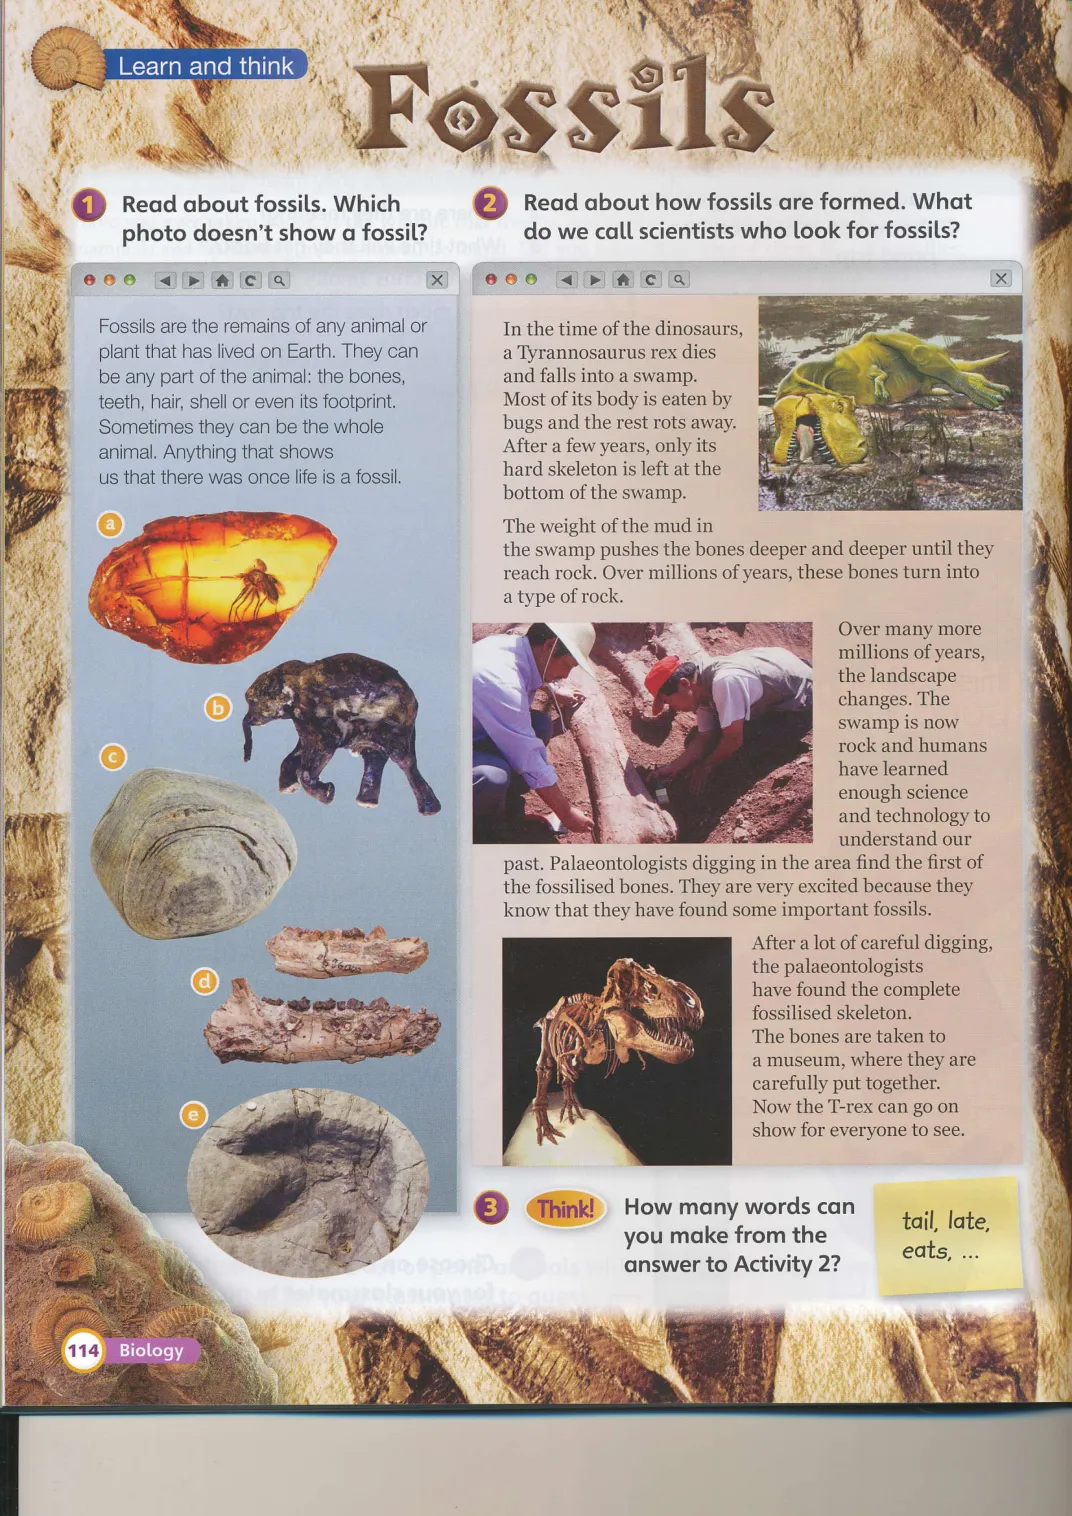 Learn and think
Fossils
1 Read about fossils. Which
photo doesn't show a fossil?
Fossils are the remains of any animal or
plant that has lived on Earth. They can
be any part of the animal: the bones,
teeth, hair, shell or even its footprint.
Sometimes they can be the whole
animal. Anything that shows
us that there was once life is a fossil.
a
b
c
d
e
2 Read about how fossils are formed. What
do we call scientists who look for fossils?
In the time of the dinosaurs,
a Tyrannosaurus rex dies
and falls into a swamp.
Most of its body is eaten by
bugs and the rest rots away.
After a few years, only its
hard skeleton is left at the
bottom of the swamp.
The weight of the mud in
the swamp pushes the bones deeper and deeper until they
reach rock. Over millions of years, these bones turn into
a type of rock.
Over many more
millions of years,
the landscape
changes. The
swamp is now
rock and humans
have learned
enough science
and technology to
understand our
past. Palaeontologists digging in the area find the first of
the fossilised bones. They are very excited because they
know that they have found some important fossils.
After a lot of careful digging,
the palaeontologists
have found the complete
fossilised skeleton.
The bones are taken to
a museum, where they are
carefully put together.
Now the T-rex can go on
show for everyone to see.
3 Think! How many words can
you make from the
answer to Activity 2?
tail, late,
eats, ...
114 Biology